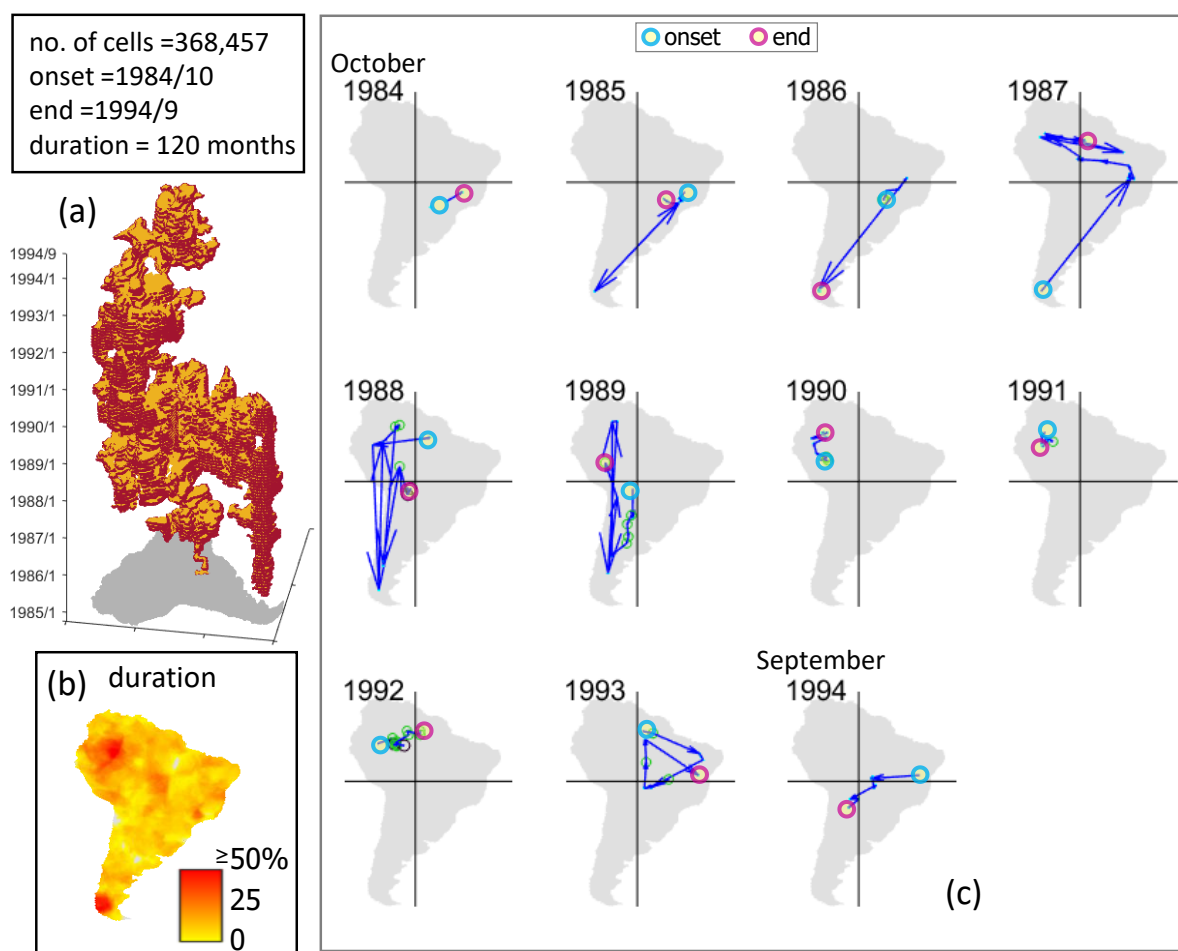 no. of cells =368,457
onset =1984/10
end =1994/9
duration = 120 months
(a)
1994/9
1994/1
1993/1
1992/1
1991/1
1990/1
1989/1
1988/1
1987/1
1986/1
1985/1
(b) duration
≥50%
25
0
onset end
October
1984 1985 1986 1987
1988 1989 1990 1991
September
1992 1993 1994
(c)